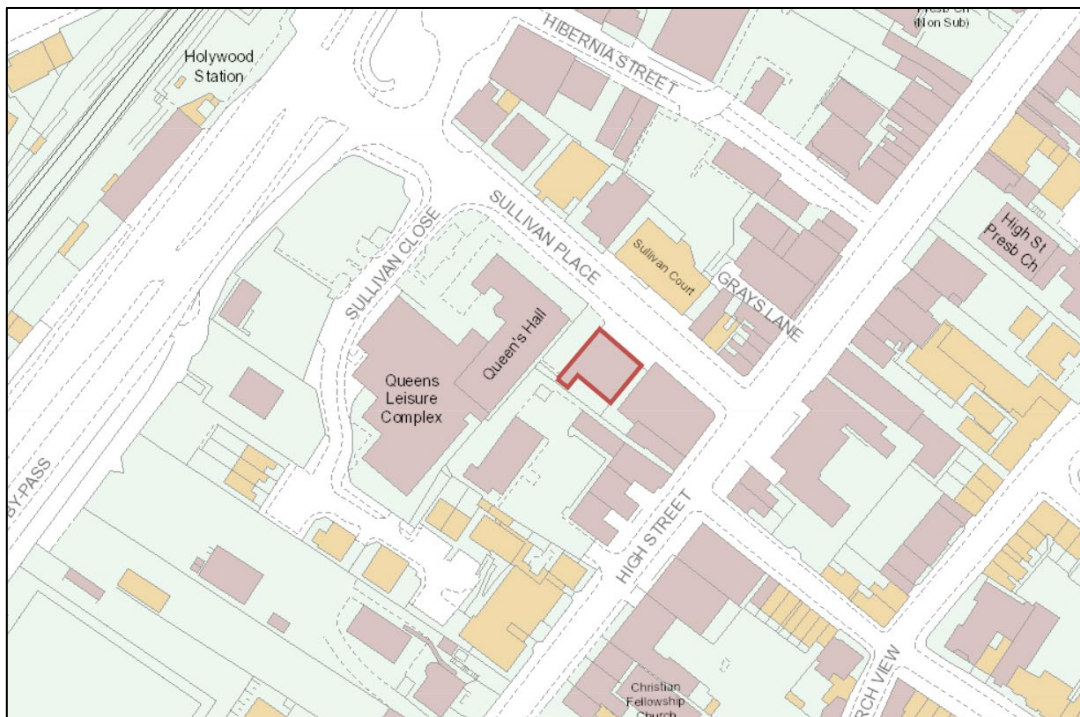 Presb Ch
(Non Sub)
HIBERNIA STREET
Holywood
Station
SULLIVAN PLACE
SULLIVAN CLOSE
Sullivan Court
GRAYS LANE
High St
Presb Ch
Queen's Hall
Queens
Leisure
Complex
BY-PASS
HIGH STREET
Christian
Fellowship
Church
RCH VIEW